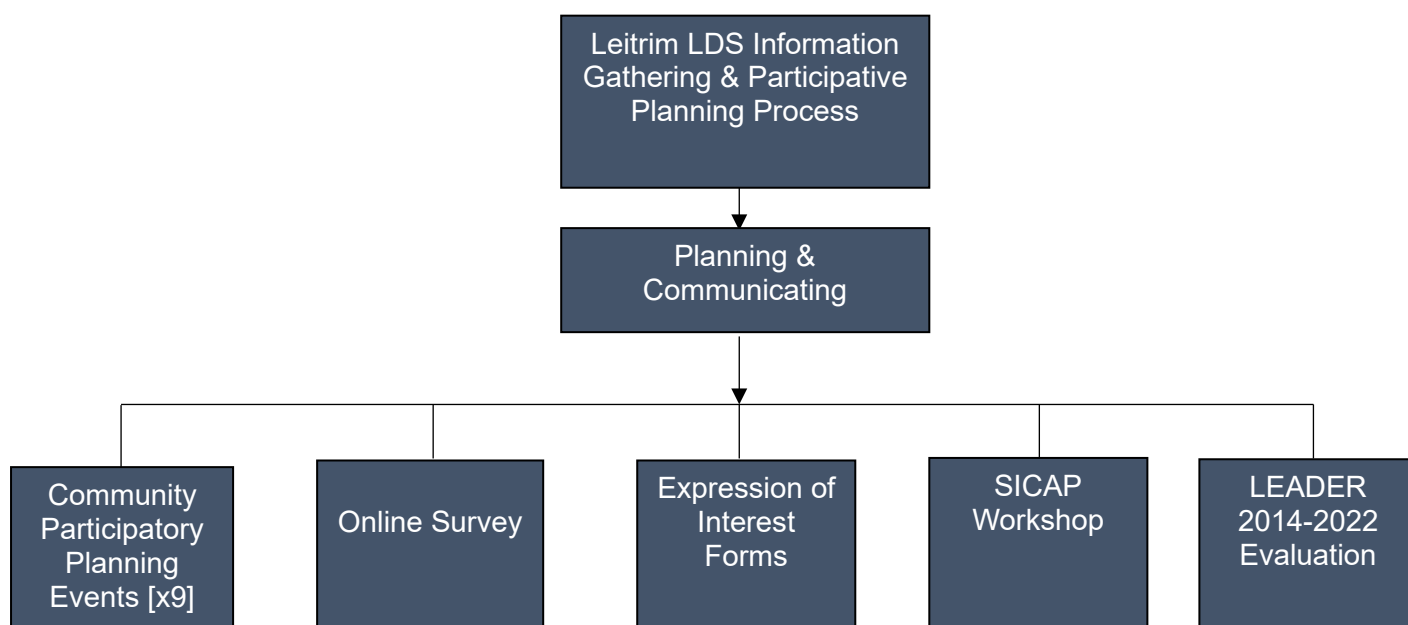 Leitrim LDS Information
Gathering & Participative
Planning Process
Planning &
Communicating
Community
Participatory
Planning
Events [x9]
Online Survey
Expression of
Interest
Forms
SICAP
Workshop
LEADER
2014-2022
Evaluation